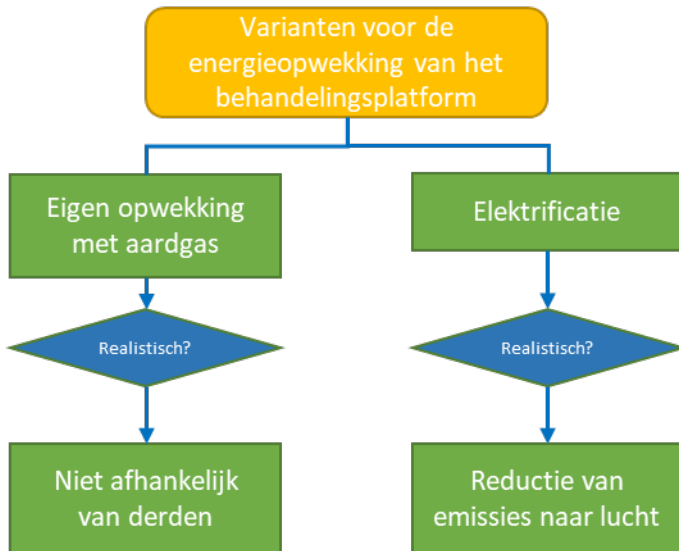 Varianten voor de
energieopwekking van het
behandelingsplatform
Eigen opwekking
met aardgas
Elektrificatie
Realistisch?
Realistisch?
Niet afhankelijk
van derden
Reductie van
emissies naar lucht